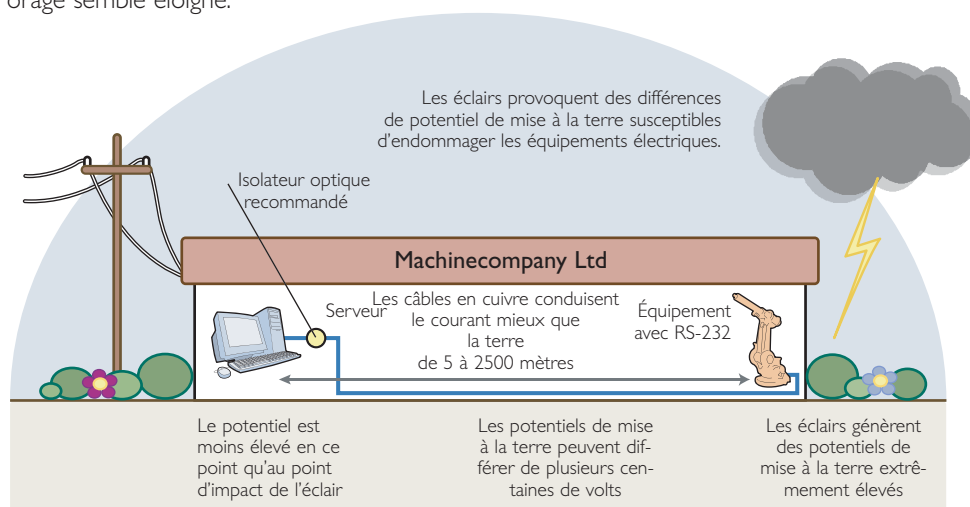 orage semble éloigné.
Les éclairs provoquent des différences
de potentiel de mise à la terre susceptibles
d'endommager les équipements électriques.
Isolateur optique
recommandé
Machinecompany Ltd
Serveur
Les câbles en cuivre conduisent
le courant mieux que
la terre
de 5 à 2500 mètres
Équipement
avec RS-232
Le potentiel est
moins élevé en ce
point qu'au point
d'impact de l'éclair
Les potentiels de mise
à la terre peuvent dif-
férer de plusieurs cen-
taines de volts
Les éclairs génèrent
des potentiels de
mise à la terre extrê-
mement élevés